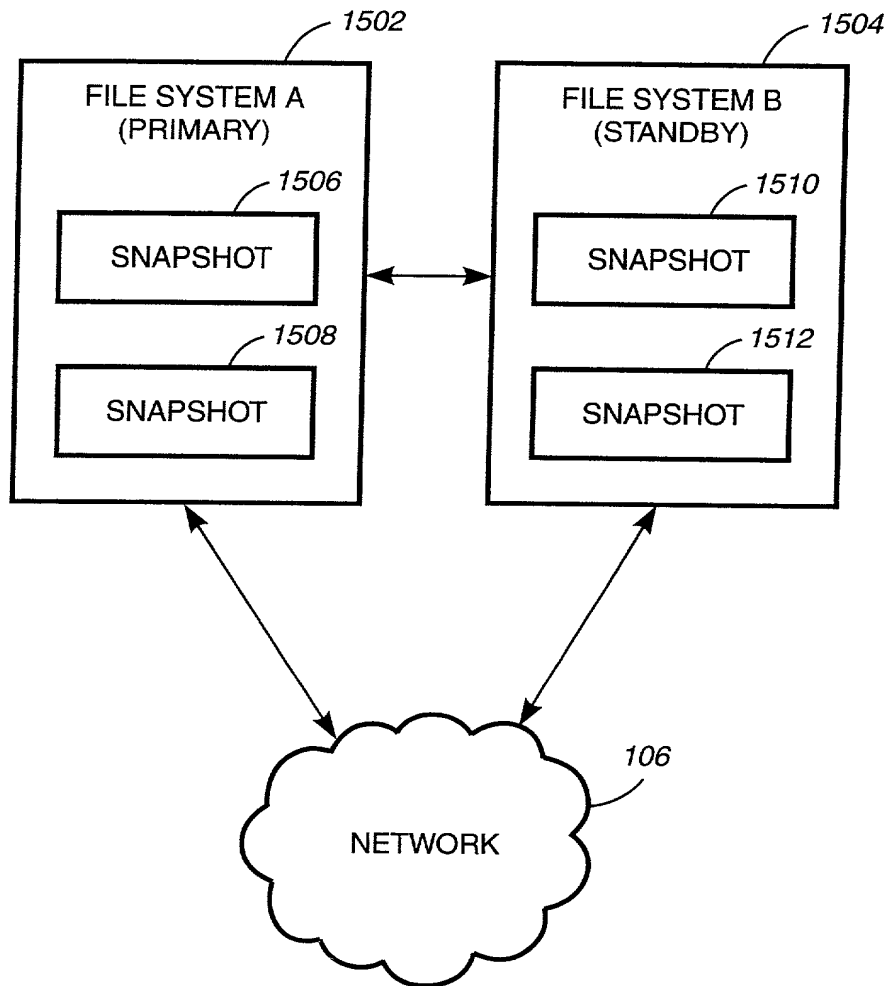 1502
1504
FILE SYSTEM A
(PRIMARY)
FILE SYSTEM B
(STANDBY)
1506
1510
SNAPSHOT
SNAPSHOT
1508
1512
SNAPSHOT
SNAPSHOT
106
NETWORK